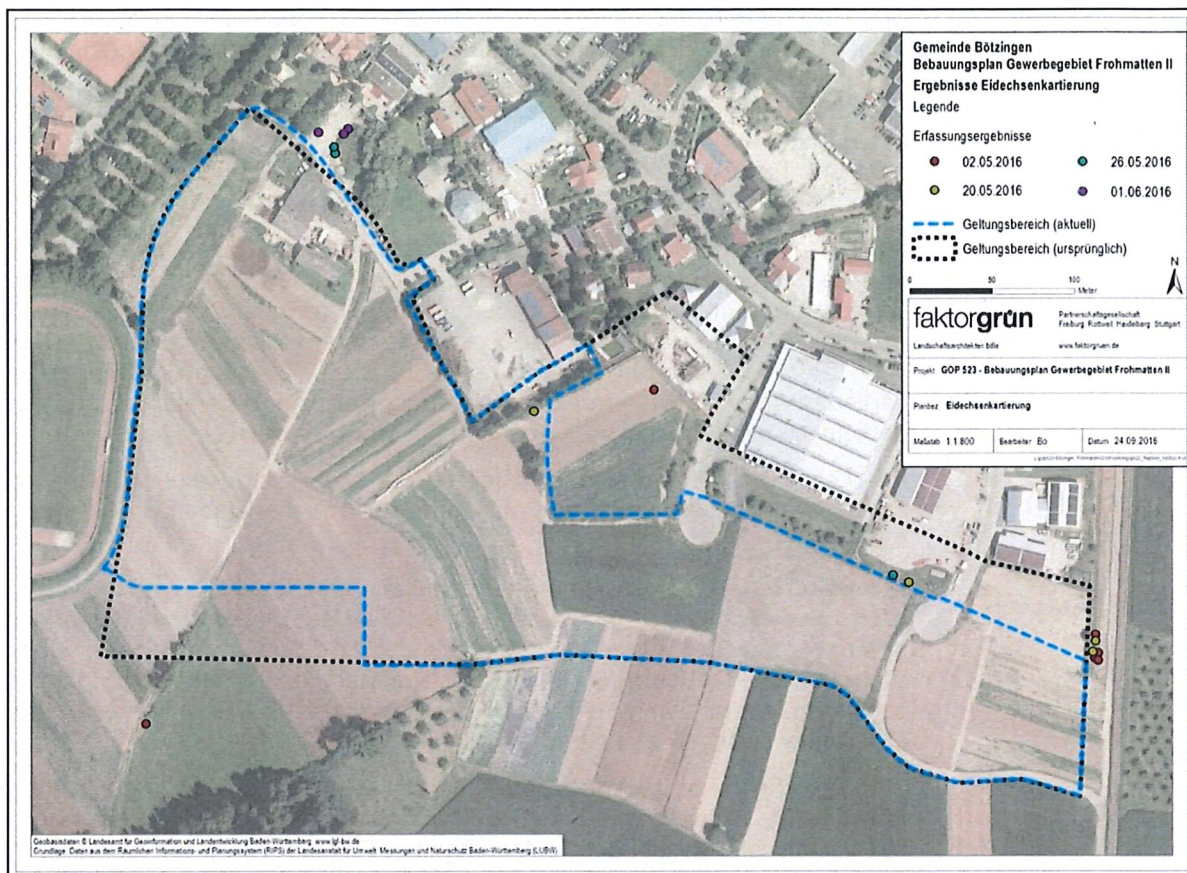 Gemeinde Bötzingen
Bebauungsplan Gewerbegebiet Frohmatten II
Ergebnisse Eidechsenkartierung
Legende
Erfassungsergebnisse
02.05.2016
26.05.2016
20.05.2016
01.06.2016
Geltungsbereich (aktuell)
Geltungsbereich (ursprünglich)
N
0 50 100
Meter
faktorgrün
Partnerschaftsgesellschaft
Freiburg Rottweil Heidelberg Stuttgart
Landschaftsarchitekten bdla
www.faktorgruen.de
Projekt GOP 523 - Bebauungsplan Gewerbegebiet Frohmatten II
Planbez. Eidechsenkartierung
Maßstab 1:1.800
Bearbeiter Bo
Datum 24.09.2016
Geobasisdaten © Landesamt für Geoinformation und Landentwicklung Baden-Württemberg www.lgl-bw.de
Grundlage: Daten aus dem Räumlichen Informations- und Planungssystem (RIPS) der Landesanstalt für Umwelt, Messungen und Naturschutz Baden-Württemberg (LUBW)